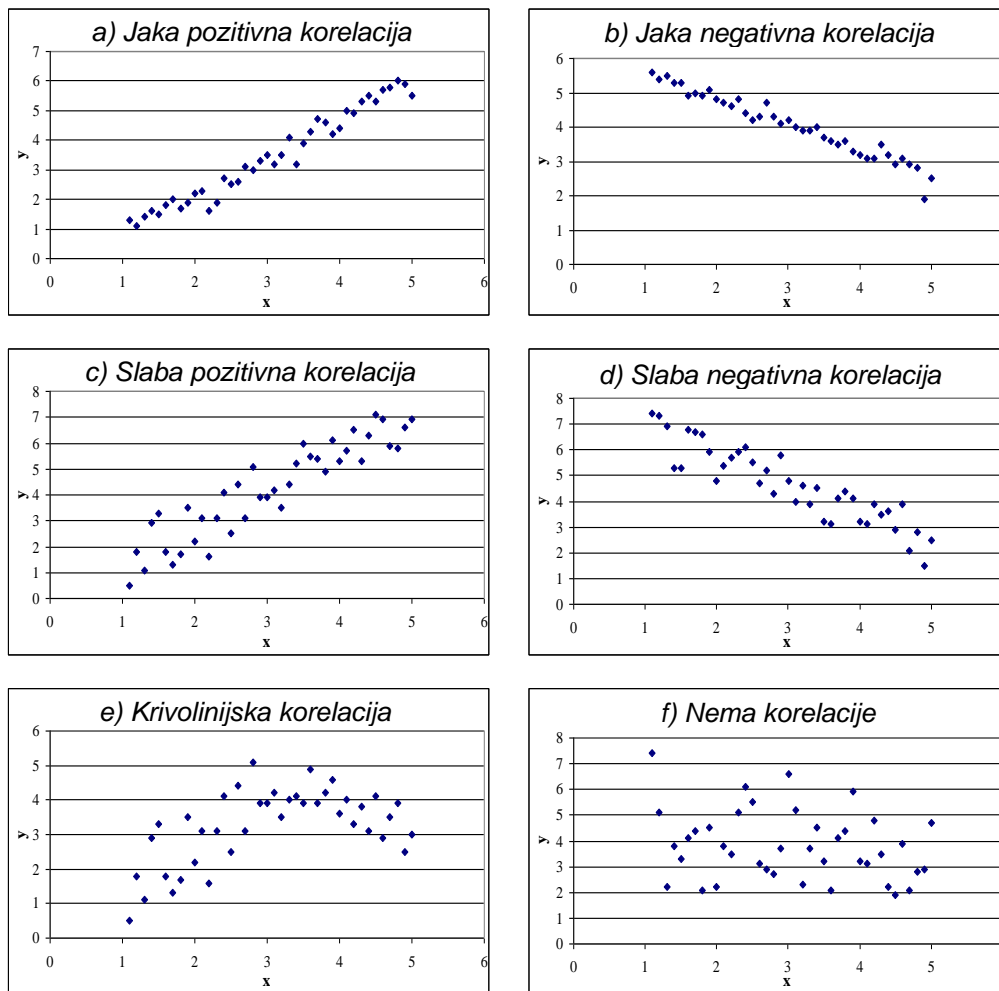 a) Jaka pozitivna korelacija
7
6
5
4
3
2
1
0
y
0 1 2 3 4 5 6
x
b) Jaka negativna korelacija
6
5
4
3
2
1
0
y
0 1 2 3 4 5
x
c) Slaba pozitivna korelacija
8
7
6
5
4
3
2
1
0
y
0 1 2 3 4 5 6
x
d) Slaba negativna korelacija
8
7
6
5
4
3
2
1
0
y
0 1 2 3 4 5
x
e) Krivolinijska korelacija
6
5
4
3
2
1
0
y
0 1 2 3 4 5 6
x
f) Nema korelacije
8
7
6
5
4
3
2
1
0
y
0 1 2 3 4 5
x